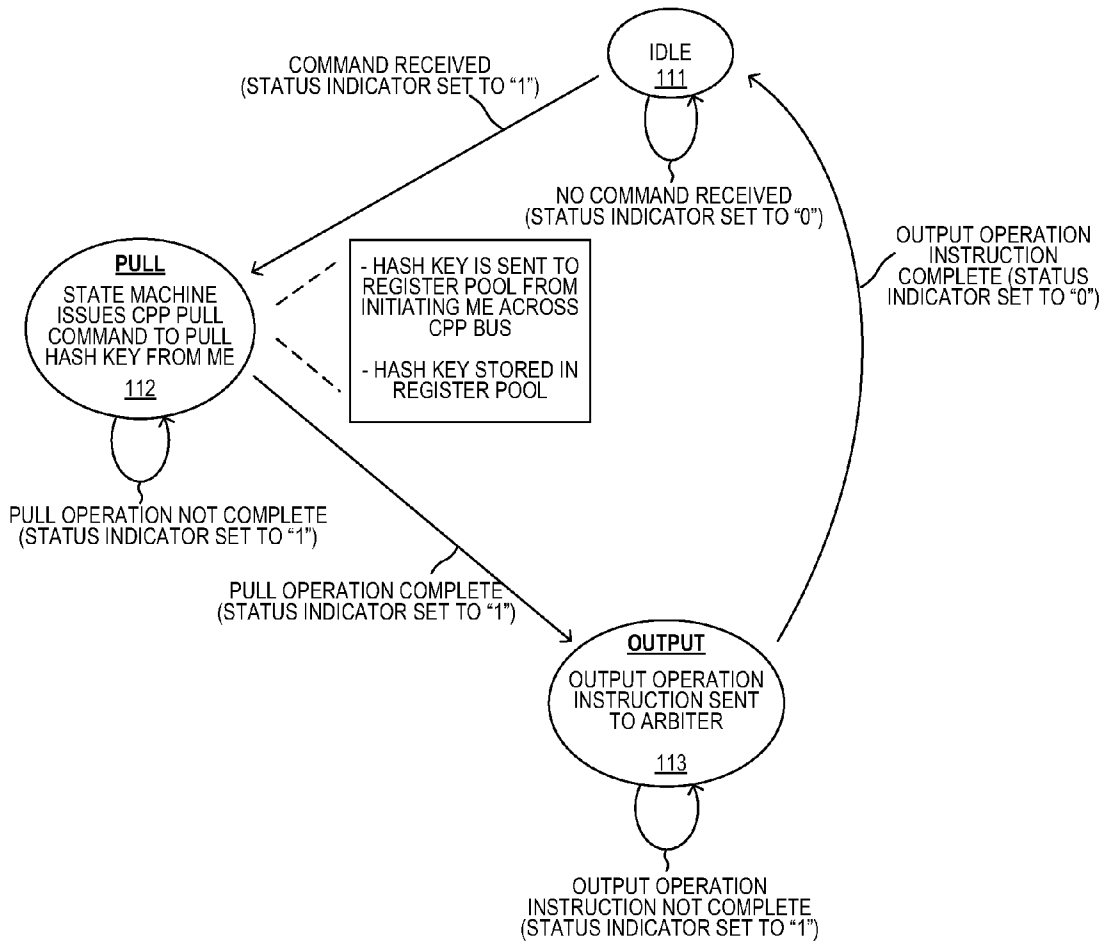 IDLE
111
COMMAND RECEIVED
(STATUS INDICATOR SET TO “1”)
NO COMMAND RECEIVED
(STATUS INDICATOR SET TO “0”)
OUTPUT OPERATION
INSTRUCTION
COMPLETE (STATUS
INDICATOR SET TO “0”)
PULL
STATE MACHINE
ISSUES CPP PULL
COMMAND TO PULL
HASH KEY FROM ME
112
- HASH KEY IS SENT TO
REGISTER POOL FROM
INITIATING ME ACROSS
CPP BUS
- HASH KEY STORED IN
REGISTER POOL
PULL OPERATION NOT COMPLETE
(STATUS INDICATOR SET TO “1”)
PULL OPERATION COMPLETE
(STATUS INDICATOR SET TO “1”)
OUTPUT
OUTPUT OPERATION
INSTRUCTION SENT
TO ARBITER
113
OUTPUT OPERATION
INSTRUCTION NOT COMPLETE
(STATUS INDICATOR SET TO “1”)